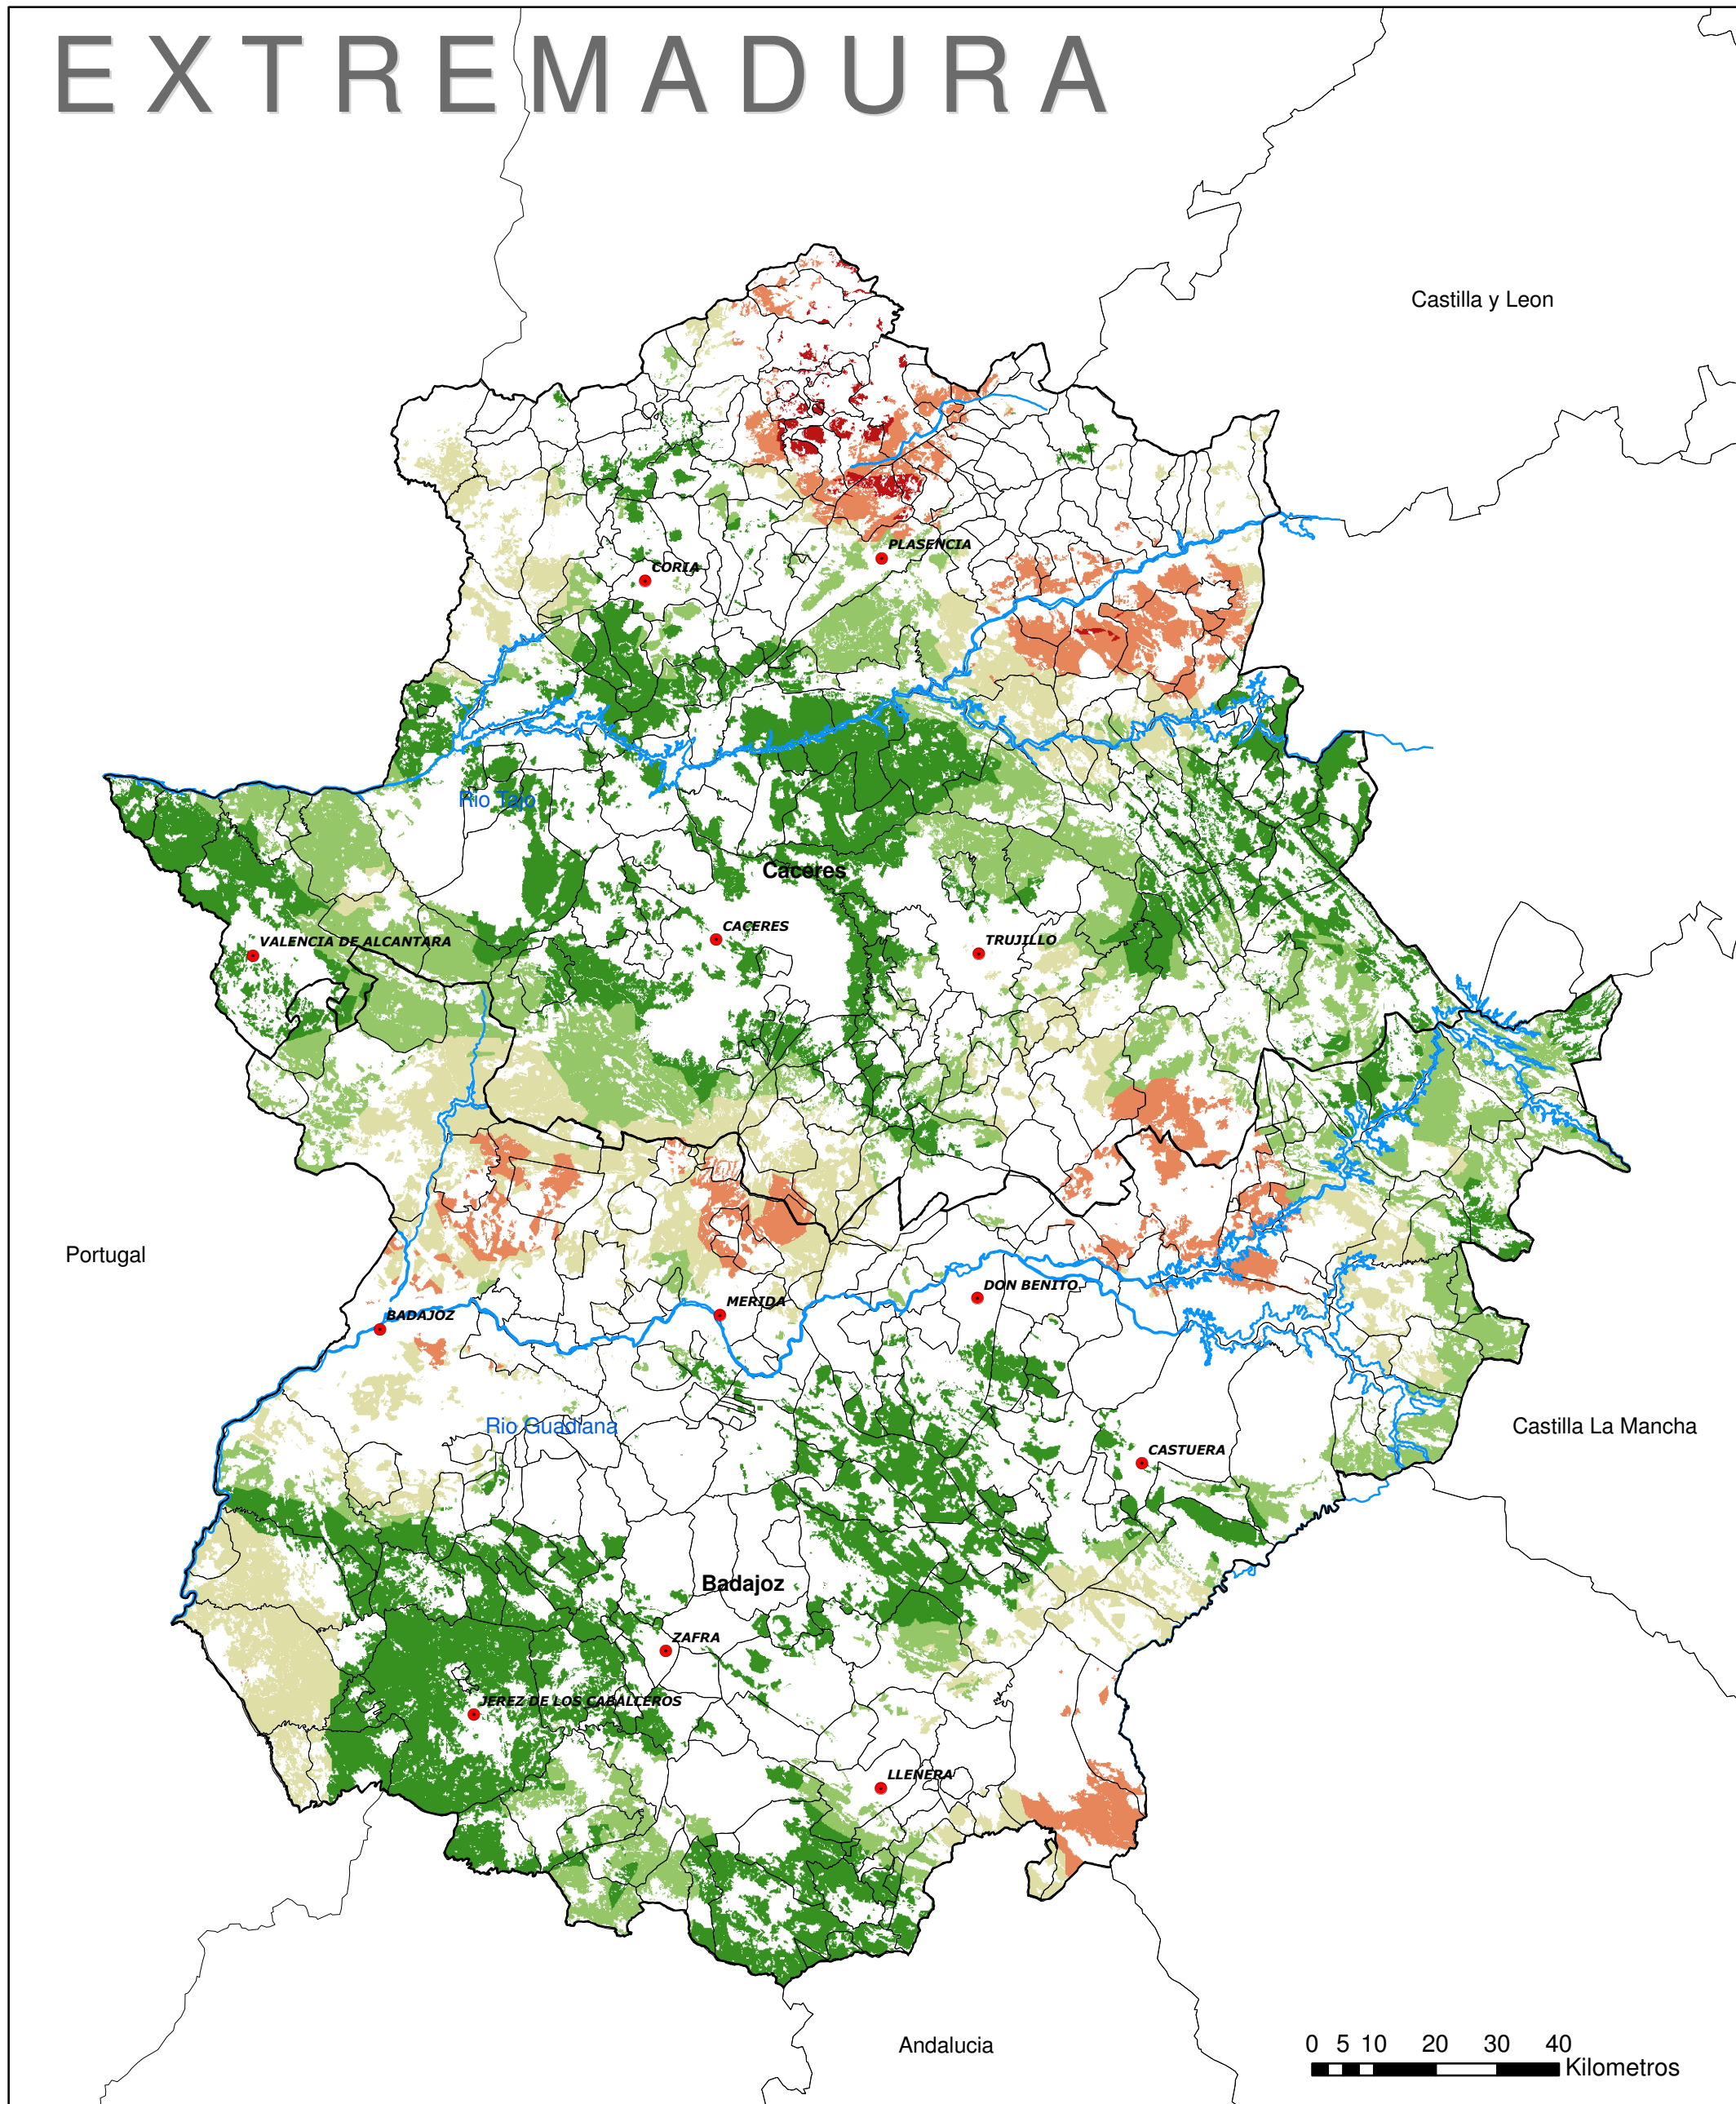 EXTREMADURA
Castilla y Leon
PLASENCIA
CORIA
Rio Tajo
Caceres
CACERES
TRUJILLO
VALENCIA DE ALCANTARA
Portugal
DON BENITO
MERIDA
BADAJOZ
Rio Guadiana
Castilla La Mancha
CASTUERA
Badajoz
ZAFRA
JEREZ DE LOS CABALLEROS
LLENERA
Andalucia
0 5 10 20 30 40
Kilometros